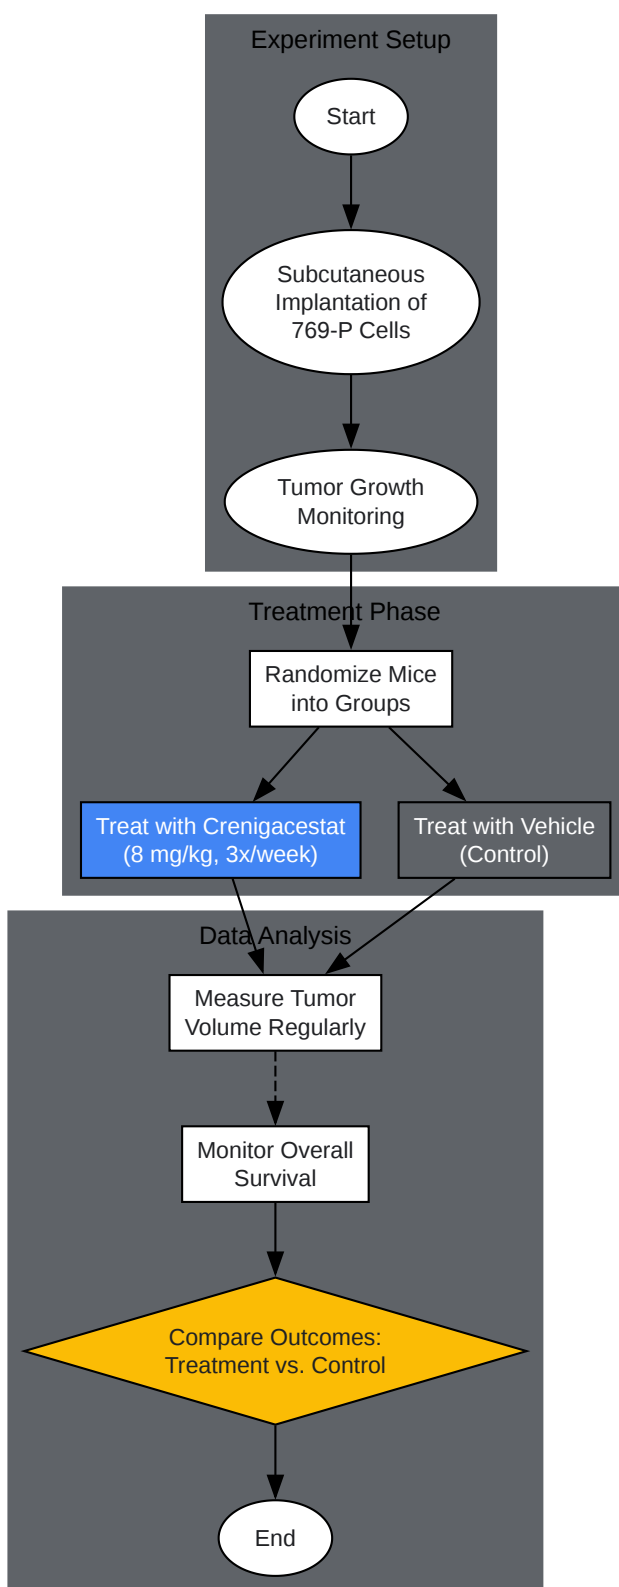 Experiment Setup
Start
Subcutaneous
Implantation of
769-P Cells
Tumor Growth
Monitoring
Treatment Phase
Randomize Mice
into Groups
Treat with Crenigacestat
(8 mg/kg, 3x/week)
Treat with Vehicle
(Control)
Data Analysis
Measure Tumor
Volume Regularly
Monitor Overall
Survival
Compare Outcomes:
Treatment vs. Control
End